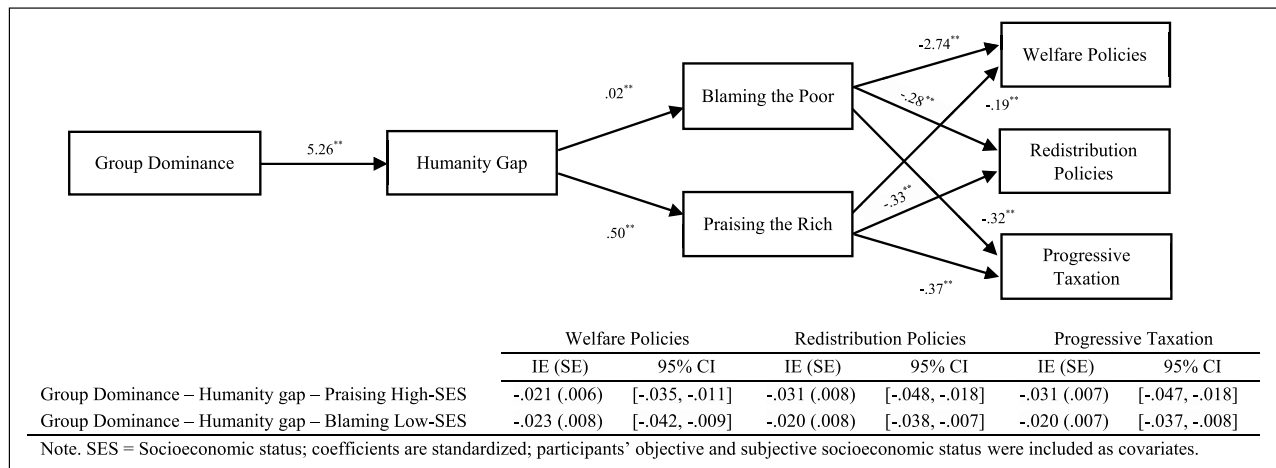 Group Dominance
5.26**
Humanity Gap
.02**
.50**
Blaming the Poor
Praising the Rich
-2.74**
-.28**
-.19**
-.33**
-.32**
-.37**
Welfare Policies
Redistribution
Policies
Progressive
Taxation
Welfare Policies Redistribution Policies Progressive Taxation
IE (SE) 95% CI IE (SE) 95% CI IE (SE) 95% CI
Group Dominance – Humanity gap – Praising High-SES -.021 (.006) [-.035, -.011] -.031 (.008) [-.048, -.018] -.031 (.007) [-.047, -.018]
Group Dominance – Humanity gap – Blaming Low-SES -.023 (.008) [-.042, -.009] -.020 (.008) [-.038, -.007] -.020 (.007) [-.037, -.008]
Note. SES = Socioeconomic status; coefficients are standardized; participants’ objective and subjective socioeconomic status were included as covariates.